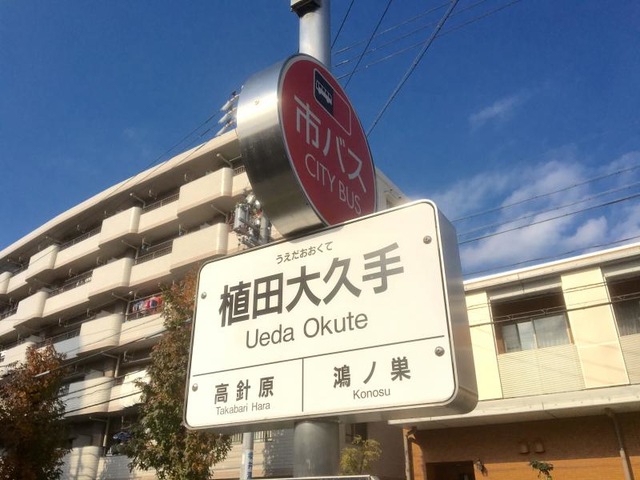 市バス
CITY BUS
うえだおおくて
植田大久手
Ueda Okute
高針原
Takabari Hara
鴻ノ巣
Konosu